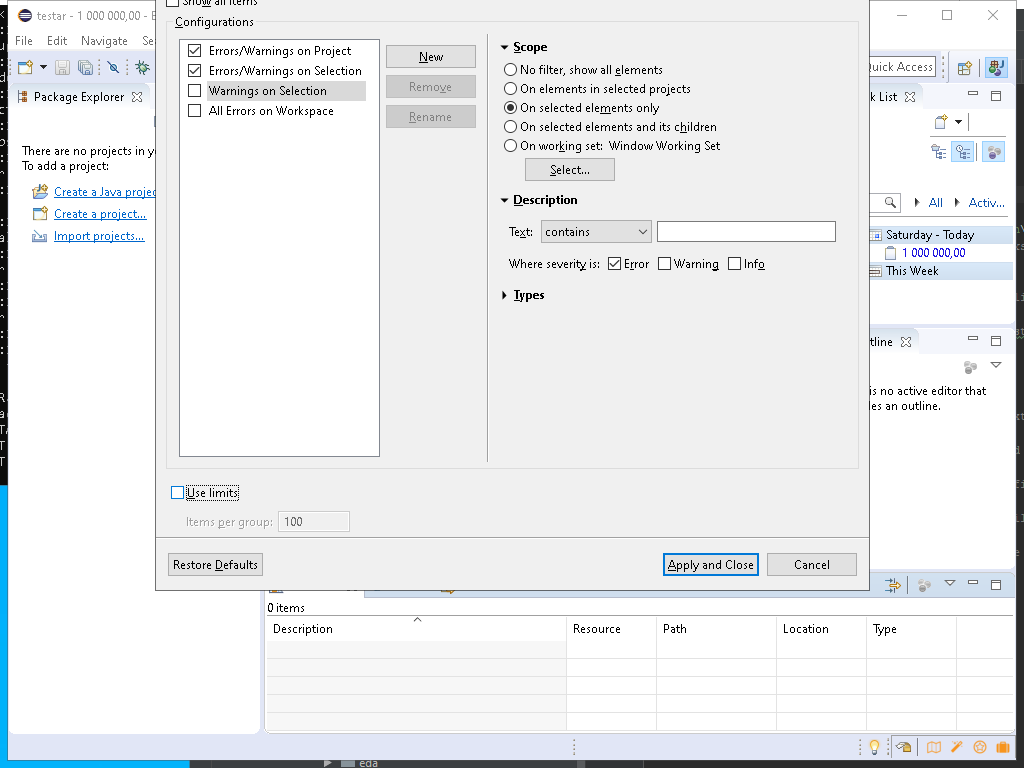 testar - 1 000 000,00 - E
Show all items
File Edit Navigate Se
Configurations
Errors/Warnings on Project
Errors/Warnings on Selection
Warnings on Selection
All Errors on Workspace
New
Remove
Rename
Scope
No filter, show all elements
On elements in selected projects
On selected elements only
On selected elements and its children
On working set: Window Working Set
Select...
Description
Text: contains
Where severity is: Error Warning Info
Types
Quick Access
Package Explorer
There are no projects in y
To add a project:
Create a Java projec
Create a project...
Import projects...
k List
All Activ...
Saturday - Today
1 000 000,00
This Week
tline
is no active editor that
les an outline.
Use limits
Items per group: 100
Restore Defaults
Apply and Close
Cancel
0 items
Description Resource Path Location Type
eda